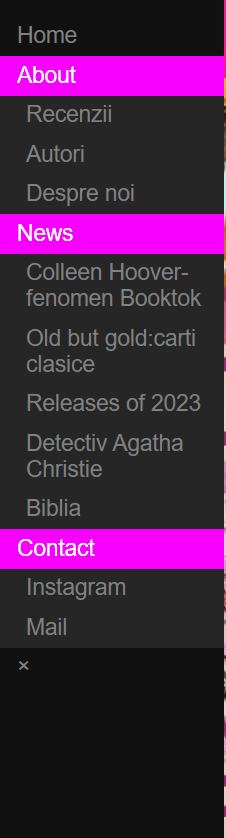 Home
About
Recenzii
Autori
Despre noi
News
Colleen Hoover-
fenomen Booktok
Old but gold:carti
clasice
Releases of 2023
Detectiv Agatha
Christie
Biblia
Contact
Instagram
Mail
×